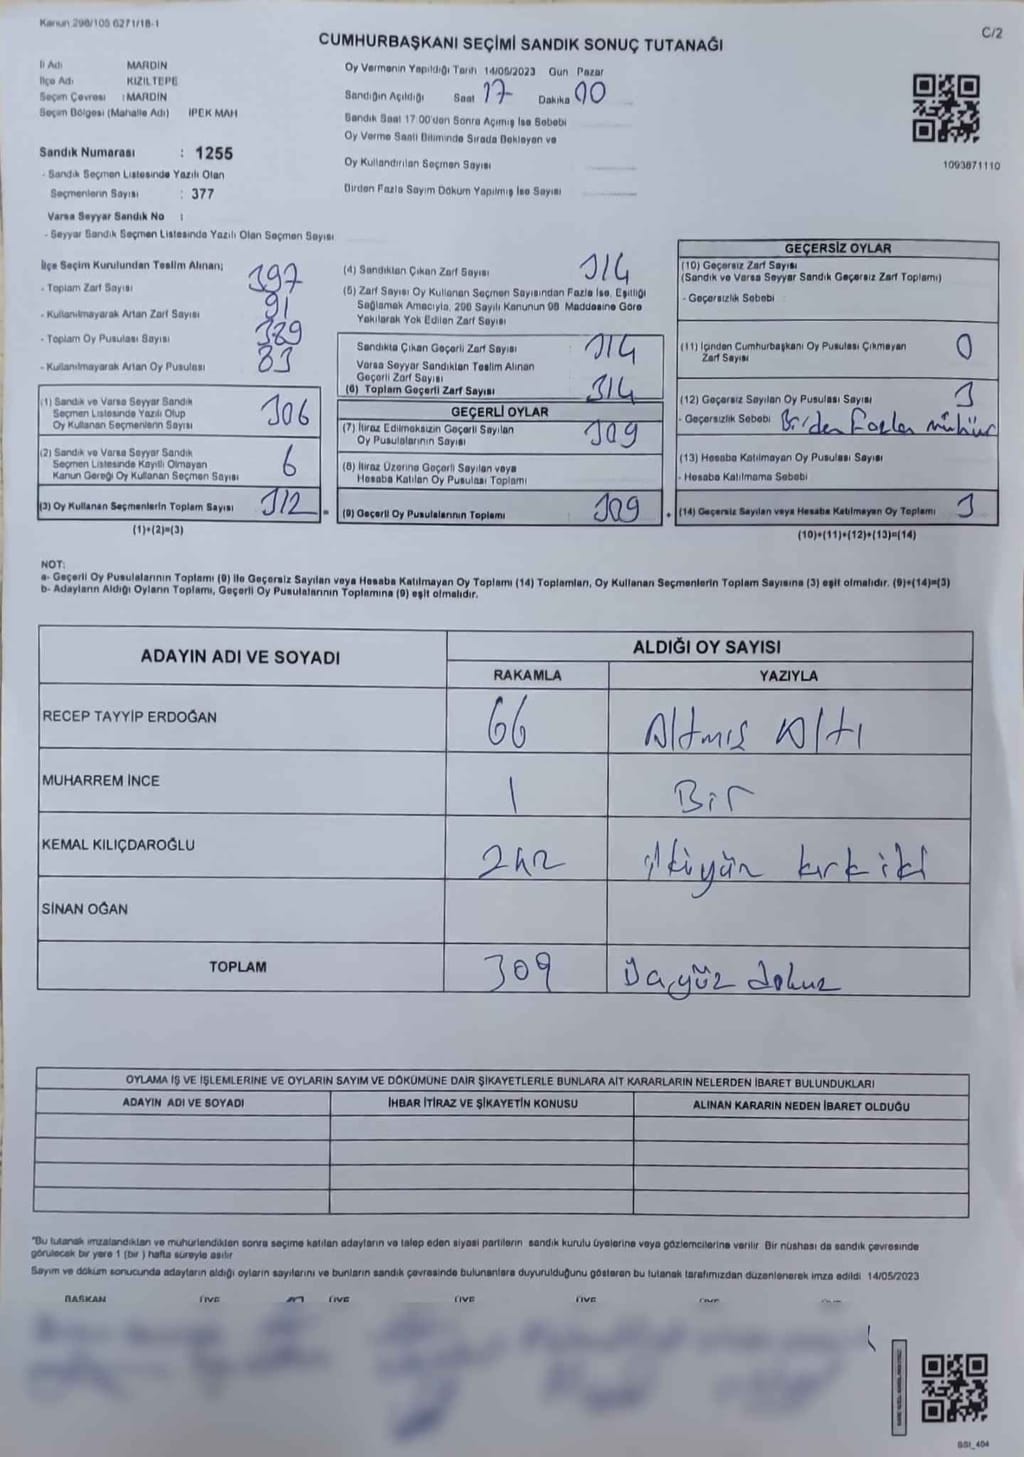 Kanun 298/105 6271/18-1
C/2
CUMHURBAŞKANI SEÇİMİ SANDIK SONUÇ TUTANAĞI
İl Adı MARDİN
İlçe Adı KIZILTEPE
Seçim Çevresi : MARDİN
Seçim Bölgesi (Mahalle Adı) İPEK MAH
Sandık Numarası : 1255
- Sandık Seçmen Listesinde Yazılı Olan
Seçmenlerin Sayısı : 377
Varsa Seyyar Sandık No :
- Seyyar Sandık Seçmen Listesinde Yazılı Olan Seçmen Sayısı
Oy Vermenin Yapıldığı Tarih 14/05/2023 Gün Pazar
Sandığın Açıldığı Saat 17 Dakika 00
Sandık Saat 17:00'den Sonra Açımış İse Sebebi
Oy Verme Saati Bitiminde Sırada Bekleyen ve
Oy Kullandırılan Seçmen Sayısı
Birden Fazla Sayım Döküm Yapılmış İse Sayısı
1093871110
İlçe Seçim Kurulundan Teslim Alınan;
- Toplam Zarf Sayısı 397
- Kullanılmayarak Artan Zarf Sayısı 91
- Toplam Oy Pusulası Sayısı 389
- Kullanılmayarak Artan Oy Pusulası 83
(1) Sandık ve Varsa Seyyar Sandık
Seçmen Listesinde Yazılı Olup
Oy Kullanan Seçmenlerin Sayısı 306
(2) Sandık ve Varsa Seyyar Sandık
Seçmen Listesinde Kayıtlı Olmayan
Kanun Gereği Oy Kullanan Seçmen Sayısı 6
(3) Oy Kullanan Seçmenlerin Toplam Sayısı 312
(1)+(2)=(3)
(4) Sandıktan Çıkan Zarf Sayısı 314
(5) Zarf Sayısı Oy Kullanan Seçmen Sayısından Fazla İse, Eşitliği
Sağlamak Amacıyla, 298 Sayılı Kanunun 98 Maddesine Göre
Yakılarak Yok Edilen Zarf Sayısı
Sandıkta Çıkan Geçerli Zarf Sayısı 314
Varsa Seyyar Sandıktan Teslim Alınan
Geçerli Zarf Sayısı
(6) Toplam Geçerli Zarf Sayısı 314
GEÇERLİ OYLAR
(7) İtiraz Edilmeksizin Geçerli Sayılan
Oy Pusulalarının Sayısı 309
(8) İtiraz Üzerine Geçerli Sayılan veya
Hesaba Katılan Oy Pusulası Toplamı
= (9) Geçerli Oy Pusulalarının Toplamı 309
GEÇERSİZ OYLAR
(10) Geçersiz Zarf Sayısı
(Sandık ve Varsa Seyyar Sandık Geçersiz Zarf Toplamı)
- Geçersizlik Sebebi
(11) İçinden Cumhurbaşkanı Oy Pusulası Çıkmayan
Zarf Sayısı 0
(12) Geçersiz Sayılan Oy Pusulası Sayısı 3
- Geçersizlik Sebebi Birden fazla mühür
(13) Hesaba Katılmayan Oy Pusulası Sayısı
- Hesaba Katılmama Sebebi
+ (14) Geçersiz Sayılan veya Hesaba Katılmayan Oy Toplamı 3
(10)+(11)+(12)+(13)=(14)
NOT:
a- Geçerli Oy Pusulalarının Toplamı (9) ile Geçersiz Sayılan veya Hesaba Katılmayan Oy Toplamı (14) Toplamları, Oy Kullanan Seçmenlerin Toplam Sayısına (3) eşit olmalıdır. (9)+(14)=(3)
b- Adayların Aldığı Oyların Toplamı, Geçerli Oy Pusulalarının Toplamına (9) eşit olmalıdır.
ADAYIN ADI VE SOYADI ALDIĞI OY SAYISI
RAKAMLA YAZIYLA
RECEP TAYYİP ERDOĞAN 66 Altmış Altı
MUHARREM İNCE 1 Bir
KEMAL KILIÇDAROĞLU 242 ikiyüz kırk iki
SİNAN OĞAN
TOPLAM 309 Üçyüz dokuz
OYLAMA İŞ VE İŞLEMLERİNE VE OYLARIN SAYIM VE DÖKÜMÜNE DAİR ŞİKAYETLERLE BUNLARA AİT KARARLARIN NELERDEN İBARET BULUNDUKLARI
ADAYIN ADI VE SOYADI İHBAR İTİRAZ VE ŞİKAYETİN KONUSU ALINAN KARARIN NEDEN İBARET OLDUĞU
"Bu tutanak imzalandıktan ve mühürlendikten sonra seçime katılan adayların ve talep eden siyasi partilerin sandık kurulu üyelerine veya gözlemcilerine verilir Bir nüshası da sandık çevresinde
görülecek bir yere 1 (bir ) hafta süreyle asılır
Sayım ve döküm sonucunda adayların aldığı oyların sayılarını ve bunların sandık çevresinde bulunanlara duyurulduğunu gösteren bu tutanak tarafımızdan düzenlenerek imza edildi 14/05/2023
BAŞKAN ÜYE ÜYE ÜYE ÜYE ÜYE
BSI_404